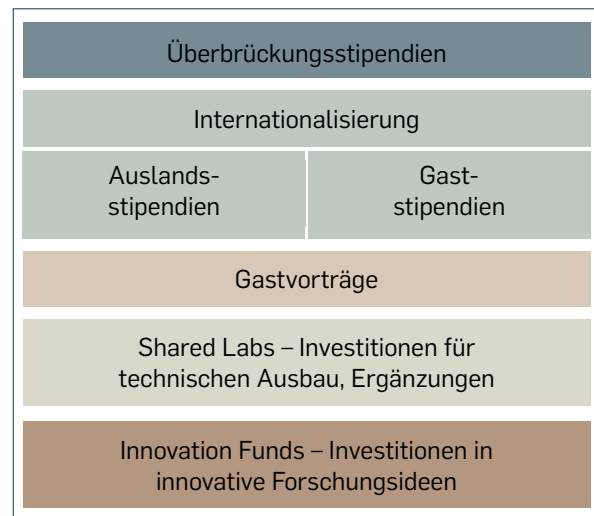 Überbrückungsstipendien
Internationalisierung
Auslands-
stipendien
Gast-
stipendien
Gastvorträge
Shared Labs – Investitionen für
technischen Ausbau, Ergänzungen
Innovation Funds – Investitionen in
innovative Forschungsideen